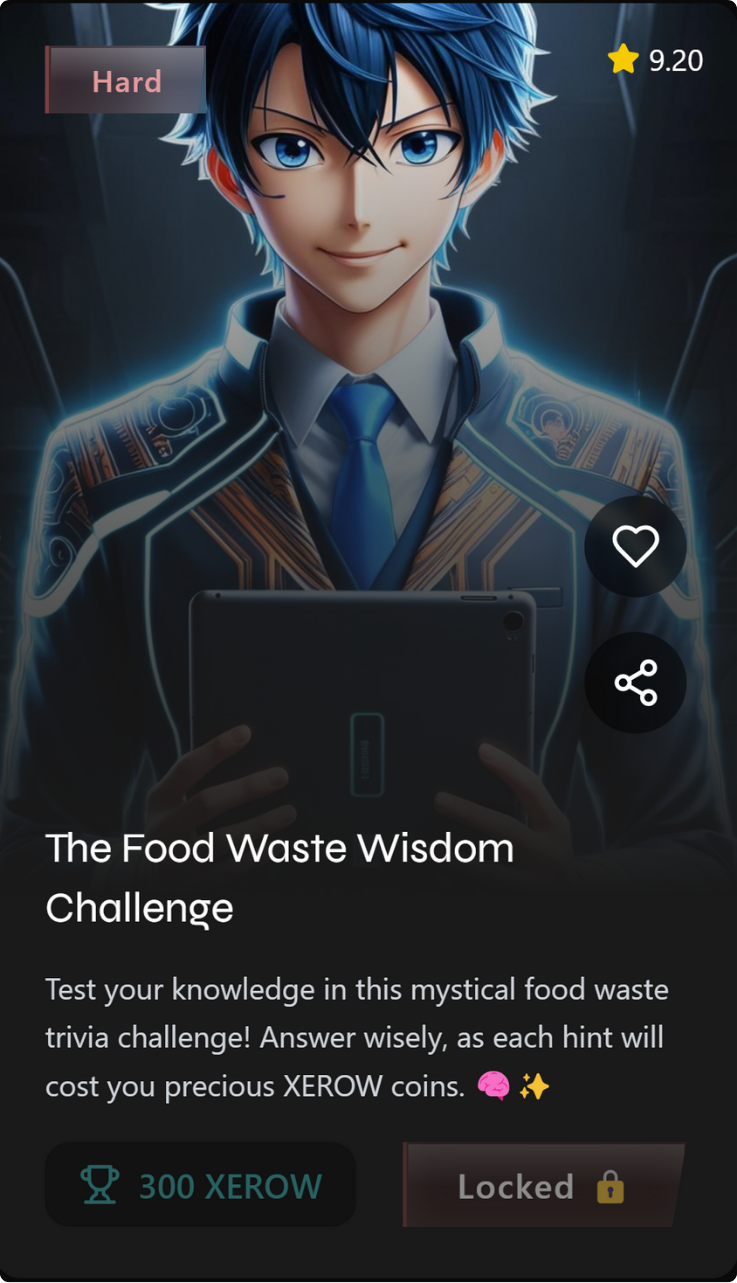 Hard
9.20
The Food Waste Wisdom
Challenge
Test your knowledge in this mystical food waste
trivia challenge! Answer wisely, as each hint will
cost you precious XEROW coins. 🧠✨
300 XEROW
Locked 🔒